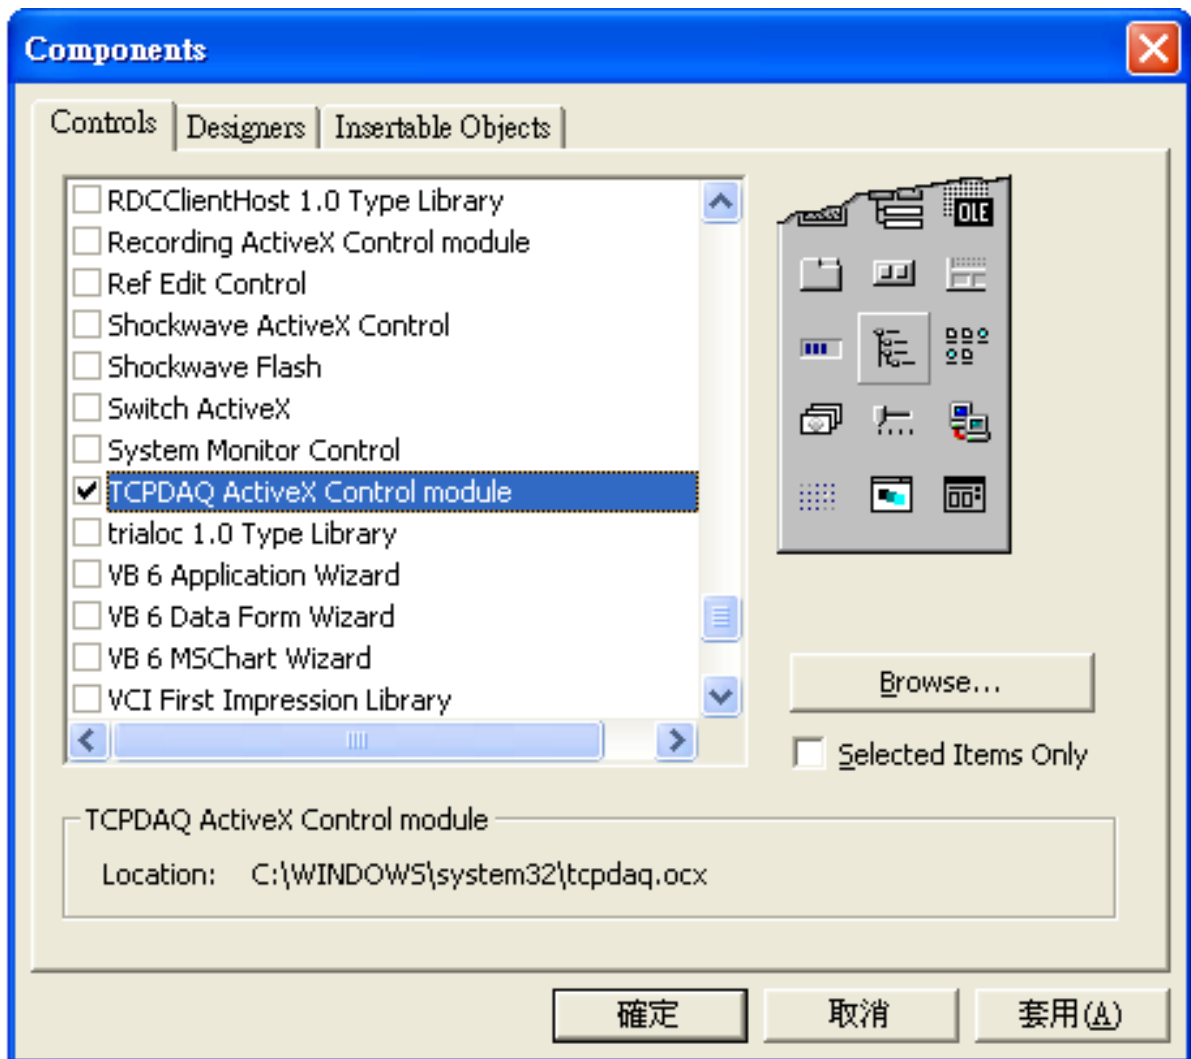 Components
Controls
Designers
Insertable Objects
RDCClientHost 1.0 Type Library
Recording ActiveX Control module
Ref Edit Control
Shockwave ActiveX Control
Shockwave Flash
Switch ActiveX
System Monitor Control
TCPDAQ ActiveX Control module
trialoc 1.0 Type Library
VB 6 Application Wizard
VB 6 Data Form Wizard
VB 6 MSChart Wizard
VCI First Impression Library
OLE
Browse...
Selected Items Only
TCPDAQ ActiveX Control module
Location: C:\WINDOWS\system32\tcpdaq.ocx
確定
取消
套用(A)